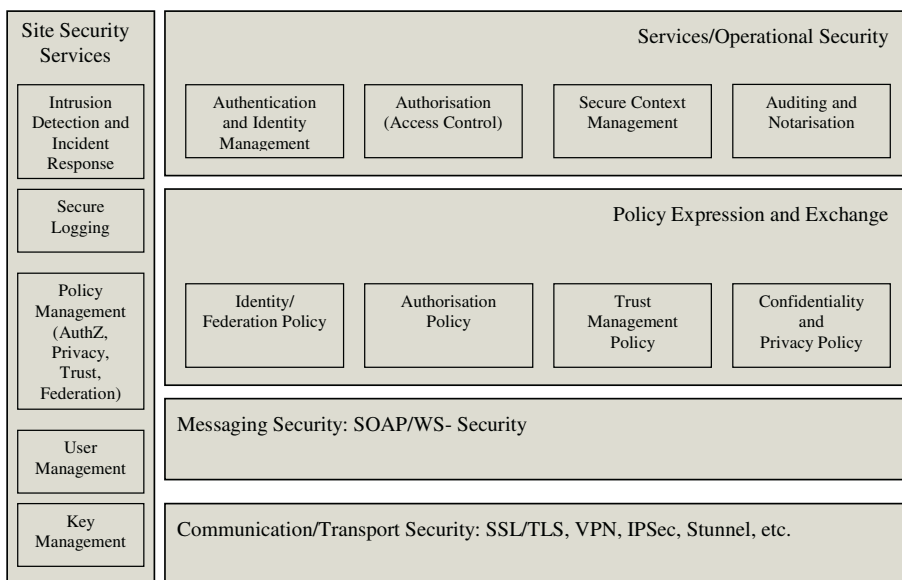 Site Security
Services
Intrusion
Detection and
Incident
Response
Secure
Logging
Policy
Management
(AuthZ,
Privacy,
Trust,
Federation)
User
Management
Key
Management
Services/Operational Security
Authentication
and Identity
Management
Authorisation
(Access Control)
Secure Context
Management
Auditing and
Notarisation
Policy Expression and Exchange
Identity/
Federation Policy
Authorisation
Policy
Trust
Management
Policy
Confidentiality
and
Privacy Policy
Messaging Security: SOAP/WS- Security
Communication/Transport Security: SSL/TLS, VPN, IPSec, Stunnel, etc.